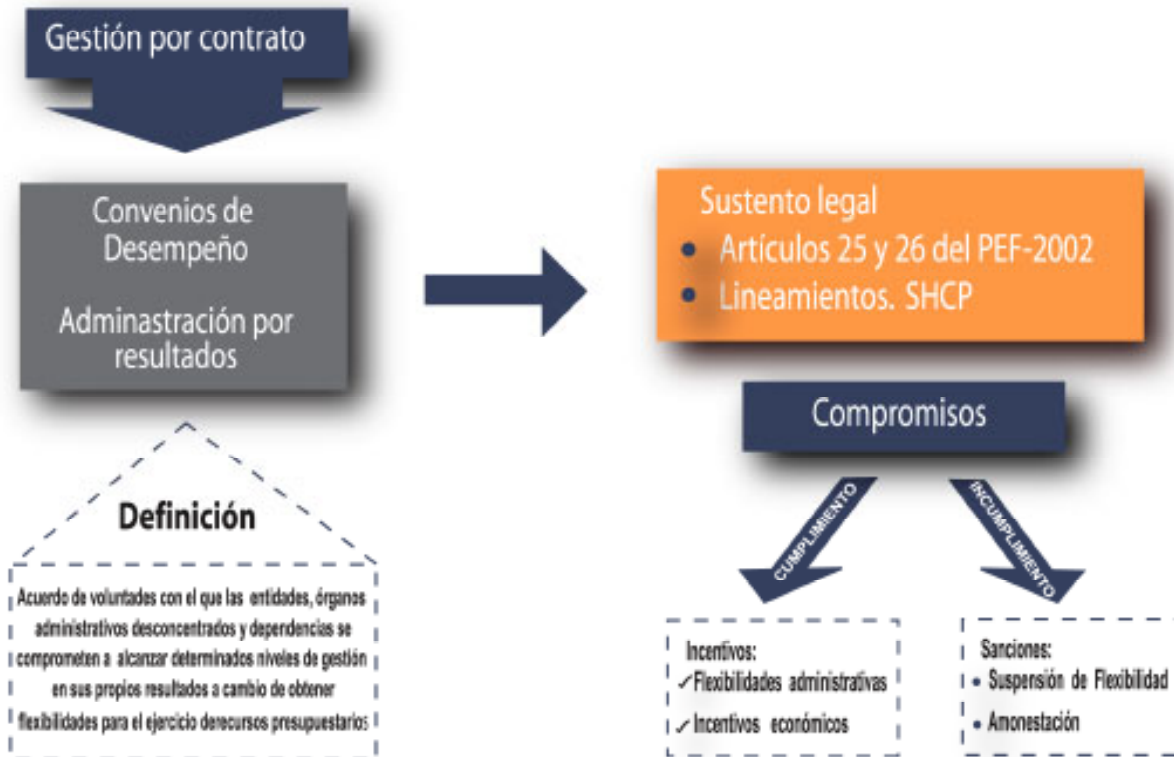 Gestión por contrato
Convenios de
Desempeño
Adminastración por
resultados
Definición
Acuerdo de voluntades con el que las entidades, órganos
administrativos desconcentrados y dependencias se
comprometen a alcanzar determinados niveles de gestión
en sus propios resultados a cambio de obtener
flexibilidades para el ejercicio derecursos presupuestarios
Sustento legal
• Artículos 25 y 26 del PEF-2002
• Lineamientos. SHCP
Compromisos
CUMPLIMIENTO
INCUMPLIMIENTO
Incentivos:
✓Flexibilidades administrativas
✓ Incentivos económicos
Sanciones:
• Suspensión de Flexibilidad
• Amonestación